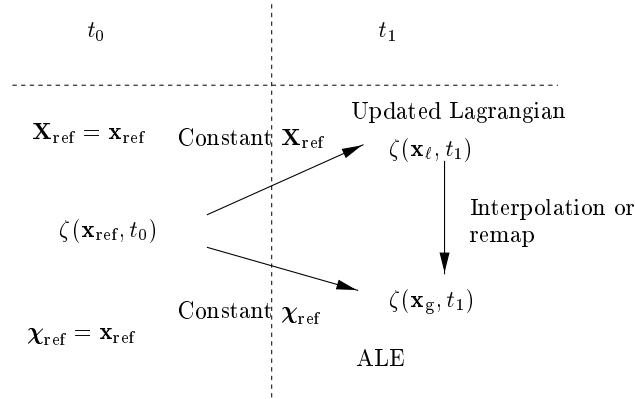 t₀
t₁
Updated Lagrangian
𝐗ref = 𝐱ref
Constant 𝐗ref
ζ(𝐱ℓ, t₁)
ζ(𝐱ref, t₀)
Interpolation or
remap
ζ(𝐱g, t₁)
Constant 𝛘ref
𝛘ref = 𝐱ref
ALE